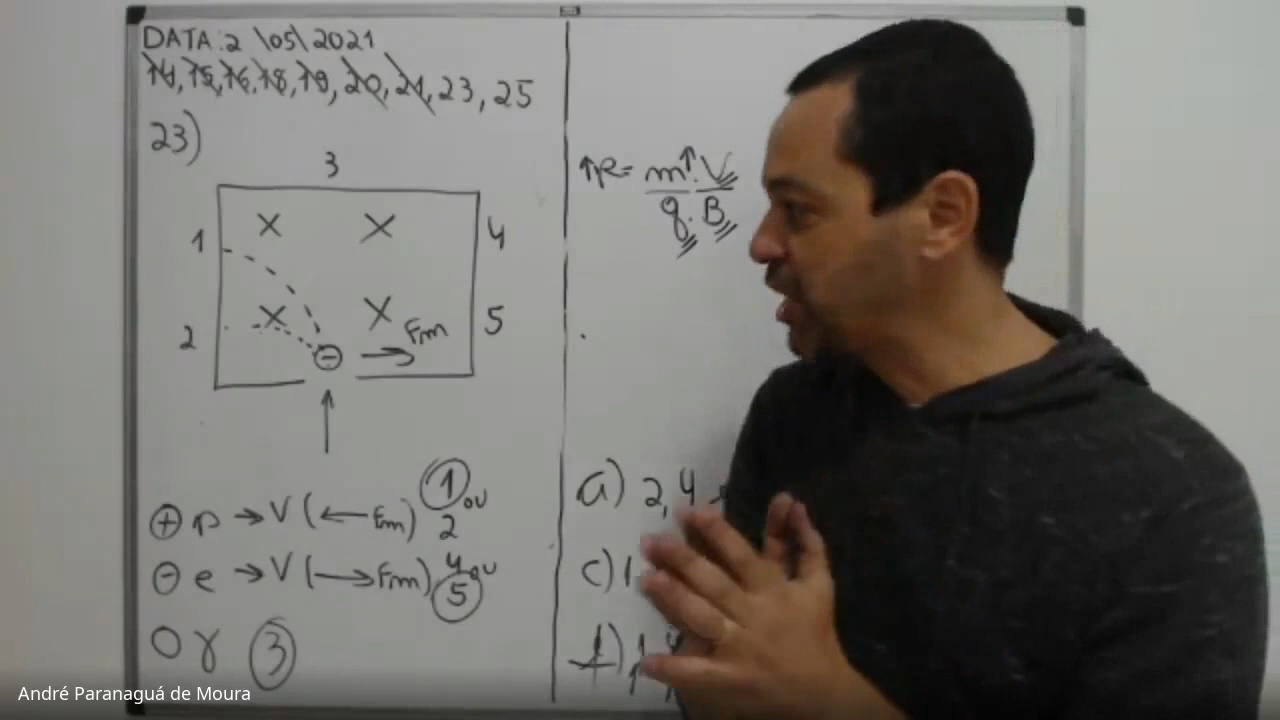 DATA: 2 \05\ 2021
14, 15, 16, 18, 19, 20, 21, 23, 25
23)
3
1
4
2
5
Fm
⊕ p → V (← Fm) 1 ou 2
⊖ e → V (→ Fm) 4 ou 5
O γ 3
↑R = m↑. V
q. B
a) 2, 4
c) 1
André Paranaguá de Moura